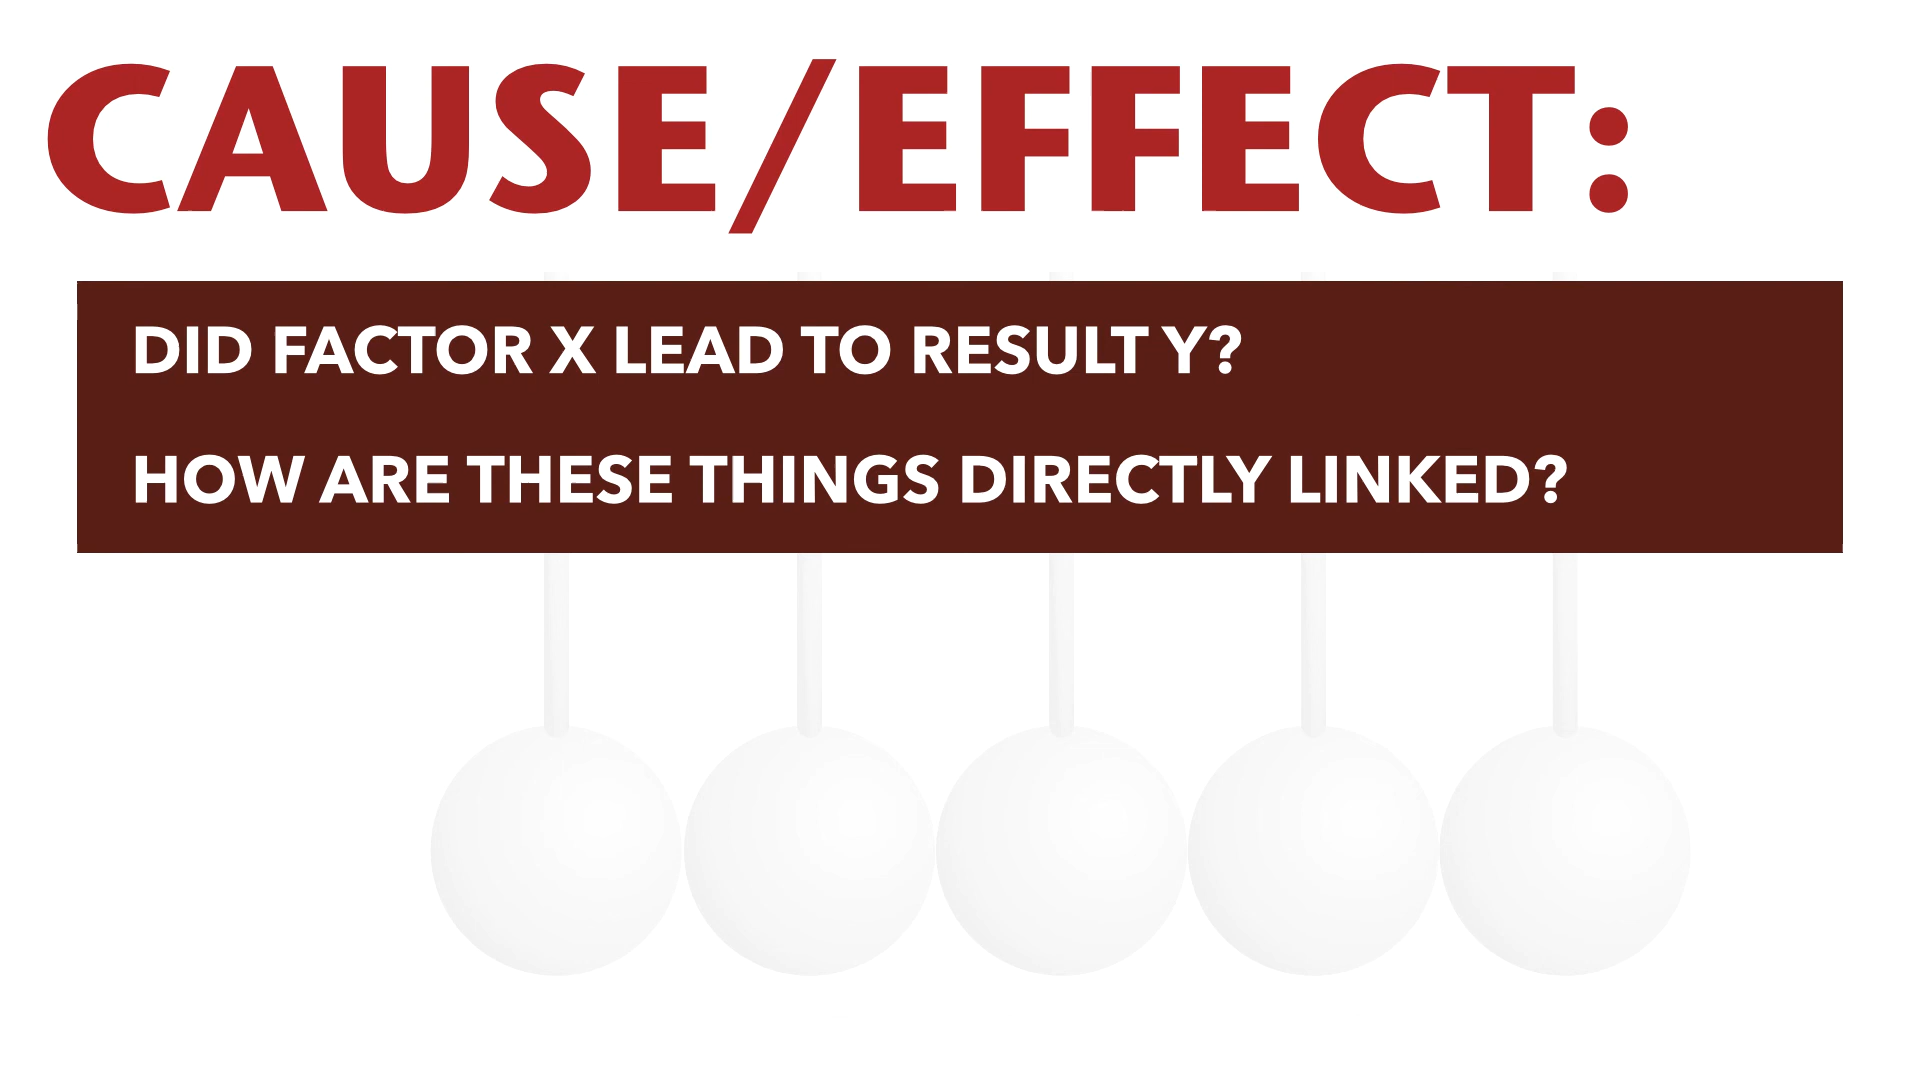 CAUSE/EFFECT:
DID FACTOR X LEAD TO RESULT Y?
HOW ARE THESE THINGS DIRECTLY LINKED?